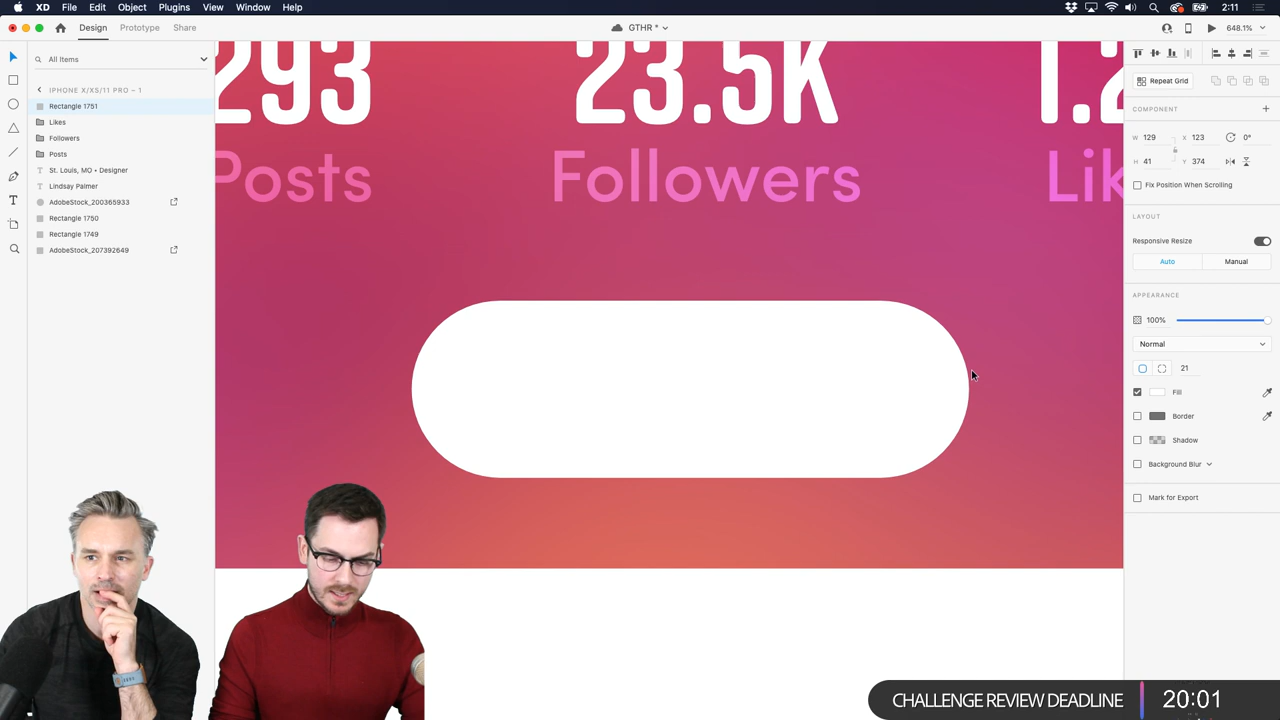 XD File Edit Object Plugins View Window Help 2:11
Design Prototype Share GTHR * 648.1%
All Items
IPHONE X/XS/11 PRO – 1
Rectangle 1751
Likes
Followers
Posts
St. Louis, MO • Designer
Lindsay Palmer
AdobeStock_200365933
Rectangle 1750
Rectangle 1749
AdobeStock_207392649
293 23.5K 1.2
Posts Followers Lik
Repeat Grid
COMPONENT
W 129 X 123 0°
H 41 Y 374
Fix Position When Scrolling
LAYOUT
Responsive Resize
Auto Manual
APPEARANCE
100%
Normal
21
Fill
Border
Shadow
Background Blur
Mark for Export
CHALLENGE REVIEW DEADLINE 20:01